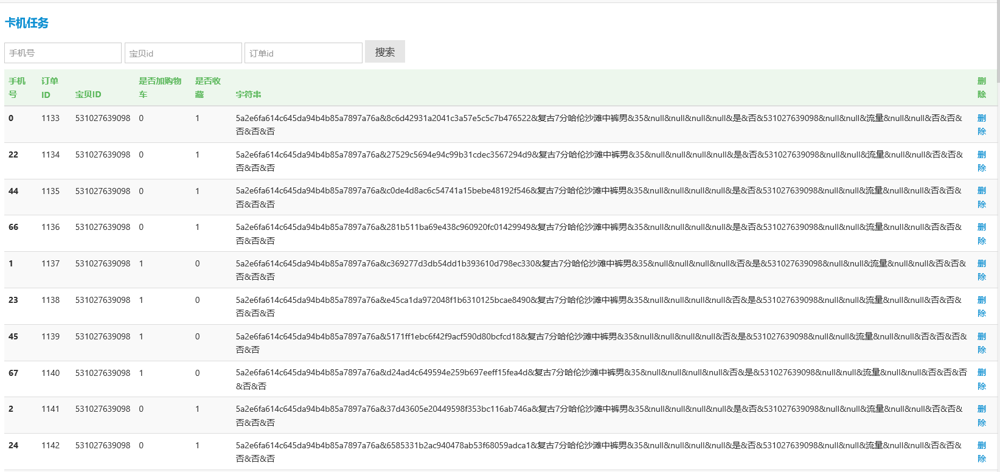 卡机任务
手机号 宝贝id 订单id 搜索
手机 订单 是否加购物 是否收 删
号 ID 宝贝ID 车 藏 字符串 除
0 1133 531027639098 0 1 5a2e6fa614c645da94b4b85a7897a76a&8c6d42931a2041c3a57e5c5c7b476522&复古7分哈伦沙滩中裤男&35&null&null&null&null&是&否&531027639098&null&null&流量&null&null&否&否& 删
否&否&否 除
22 1134 531027639098 0 1 5a2e6fa614c645da94b4b85a7897a76a&27529c5694e94c99b31cdec3567294d9&复古7分哈伦沙滩中裤男&35&null&null&null&null&是&否&531027639098&null&null&流量&null&null&否&否& 删
否&否&否 除
44 1135 531027639098 0 1 5a2e6fa614c645da94b4b85a7897a76a&c0de4d8ac6c54741a15bebe48192f546&复古7分哈伦沙滩中裤男&35&null&null&null&null&是&否&531027639098&null&null&流量&null&null&否&否& 删
否&否&否 除
66 1136 531027639098 0 1 5a2e6fa614c645da94b4b85a7897a76a&281b511ba69e438c960920fc01429949&复古7分哈伦沙滩中裤男&35&null&null&null&null&是&否&531027639098&null&null&流量&null&null&否&否& 删
否&否&否 除
1 1137 531027639098 1 0 5a2e6fa614c645da94b4b85a7897a76a&c369277d3db54dd1b393610d798ec330&复古7分哈伦沙滩中裤男&35&null&null&null&null&否&是&531027639098&null&null&流量&null&null&否&否& 删
否&否&否 除
23 1138 531027639098 1 0 5a2e6fa614c645da94b4b85a7897a76a&e45ca1da972048f1b6310125bcae8490&复古7分哈伦沙滩中裤男&35&null&null&null&null&否&是&531027639098&null&null&流量&null&null&否&否& 删
否&否&否 除
45 1139 531027639098 1 0 5a2e6fa614c645da94b4b85a7897a76a&5171ff1ebc6f42f9acf590d80bcfcd18&复古7分哈伦沙滩中裤男&35&null&null&null&null&否&是&531027639098&null&null&流量&null&null&否&否&否& 删
否&否 除
67 1140 531027639098 1 0 5a2e6fa614c645da94b4b85a7897a76a&d24ad4c649594e259b697eeff15fea4d&复古7分哈伦沙滩中裤男&35&null&null&null&null&否&是&531027639098&null&null&流量&null&null&否&否&否 删
&否&否 除
2 1141 531027639098 0 1 5a2e6fa614c645da94b4b85a7897a76a&37d43605e20449598f353bc116ab746a&复古7分哈伦沙滩中裤男&35&null&null&null&null&是&否&531027639098&null&null&流量&null&null&否&否& 删
否&否&否 除
24 1142 531027639098 0 1 5a2e6fa614c645da94b4b85a7897a76a&6585331b2ac940478ab53f68059adca1&复古7分哈伦沙滩中裤男&35&null&null&null&null&是&否&531027639098&null&null&流量&null&null&否&否& 删
否&否&否 除